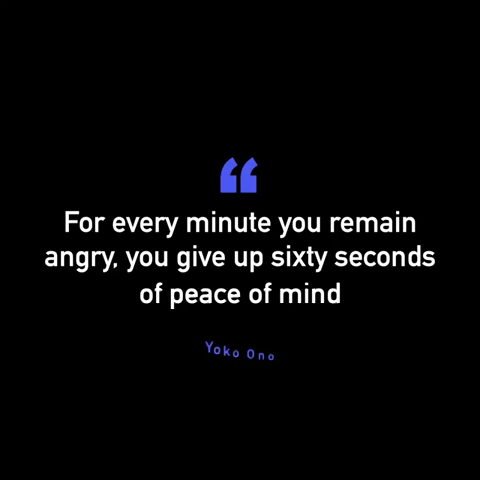 “
For every minute you remain
angry, you give up sixty seconds
of peace of mind
Yoko Ono